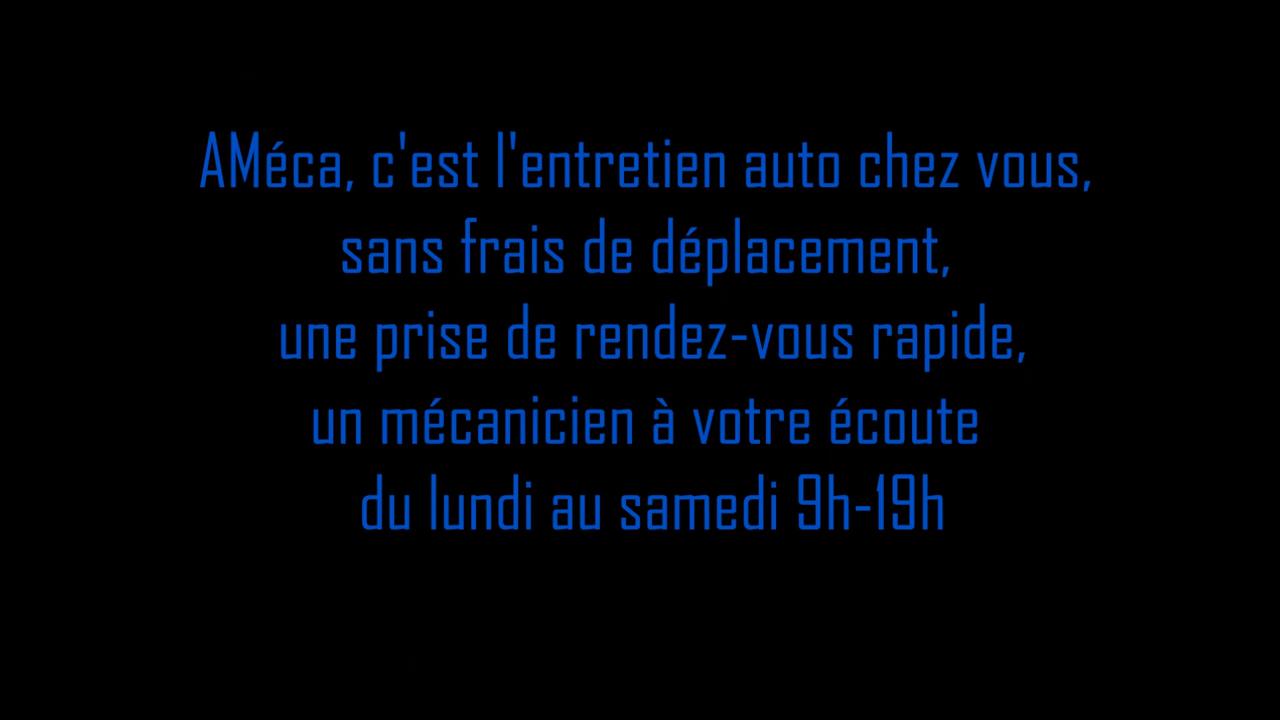 AMéca, c'est l'entretien auto chez vous,
sans frais de déplacement,
une prise de rendez-vous rapide,
un mécanicien à votre écoute
du lundi au samedi 9h-19h